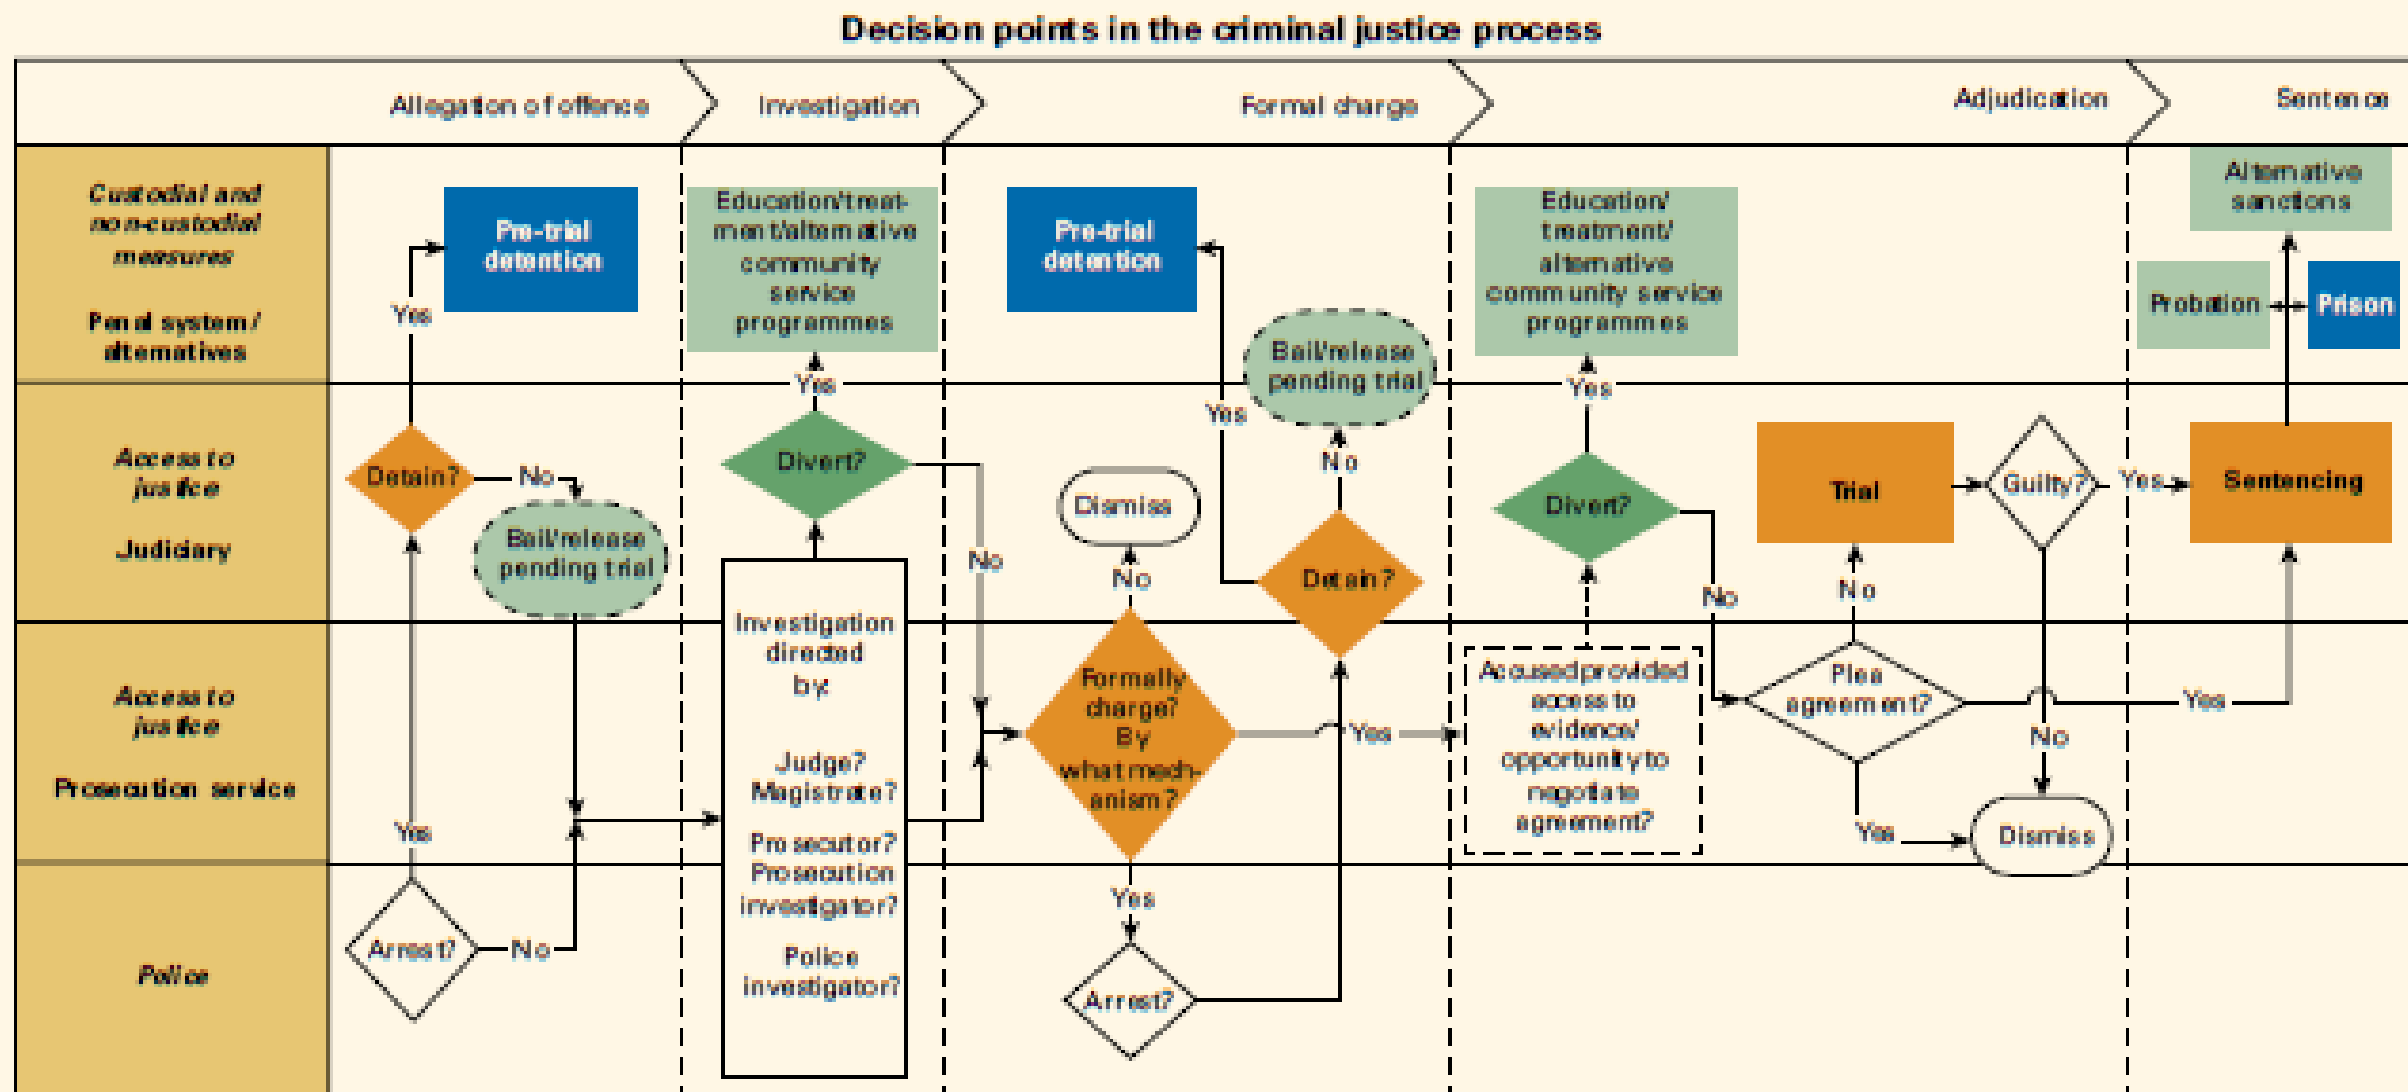 Decision points in the criminal justice process
Allegation of offence
Investigation
Formal charge
Adjudication
Sentence
Custodial and
non-custodial
measures
Penal system/
alternatives
Yes
Pre-trial
detention
Education/treat-
ment/alternative
community
service
programmes
Yes
Pre-trial
detention
Yes
Bail/release
pending trial
Education/
treatment/
alternative
community service
programmes
Yes
Alternative
sanctions
Probation
Prison
Access to
justice
Judiciary
Detain?
No
Bail/release
pending trial
Divert?
No
Dismiss
No
No
Detain?
Divert?
No
Trial
No
Guilty?
Yes
Sentencing
Access to
justice
Prosecution service
Yes
Investigation
directed
by:
Judge?
Magistrate?
Prosecutor?
Prosecution
investigator?
Police
investigator?
Formally
charge?
By
what mech-
anism?
Yes
Accused provided
access to
evidence/
opportunity to
negotiate
agreement?
Plea
agreement?
Yes
No
Yes
Dismiss
Police
Arrest?
No
Yes
Arrest?